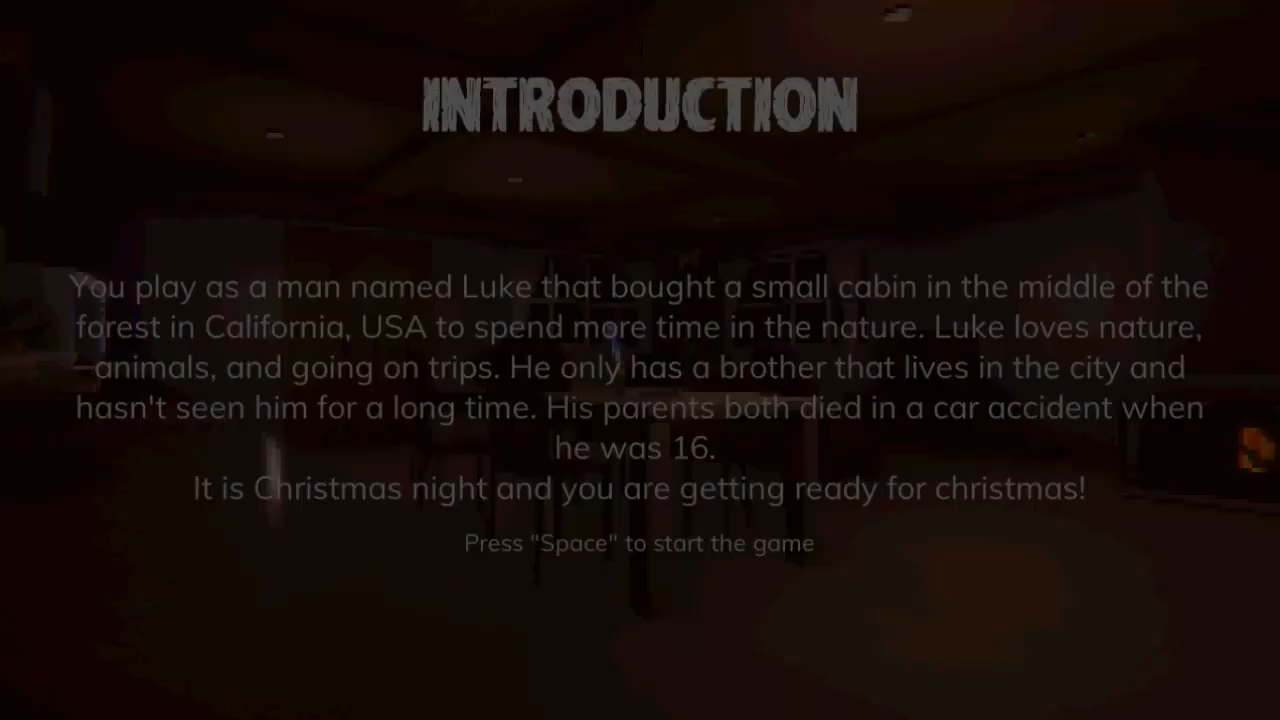 INTRODUCTION
You play as a man named Luke that bought a small cabin in the middle of the
forest in California, USA to spend more time in the nature. Luke loves nature,
animals, and going on trips. He only has a brother that lives in the city and
hasn't seen him for a long time. His parents both died in a car accident when
he was 16.
It is Christmas night and you are getting ready for christmas!
Press "Space" to start the game